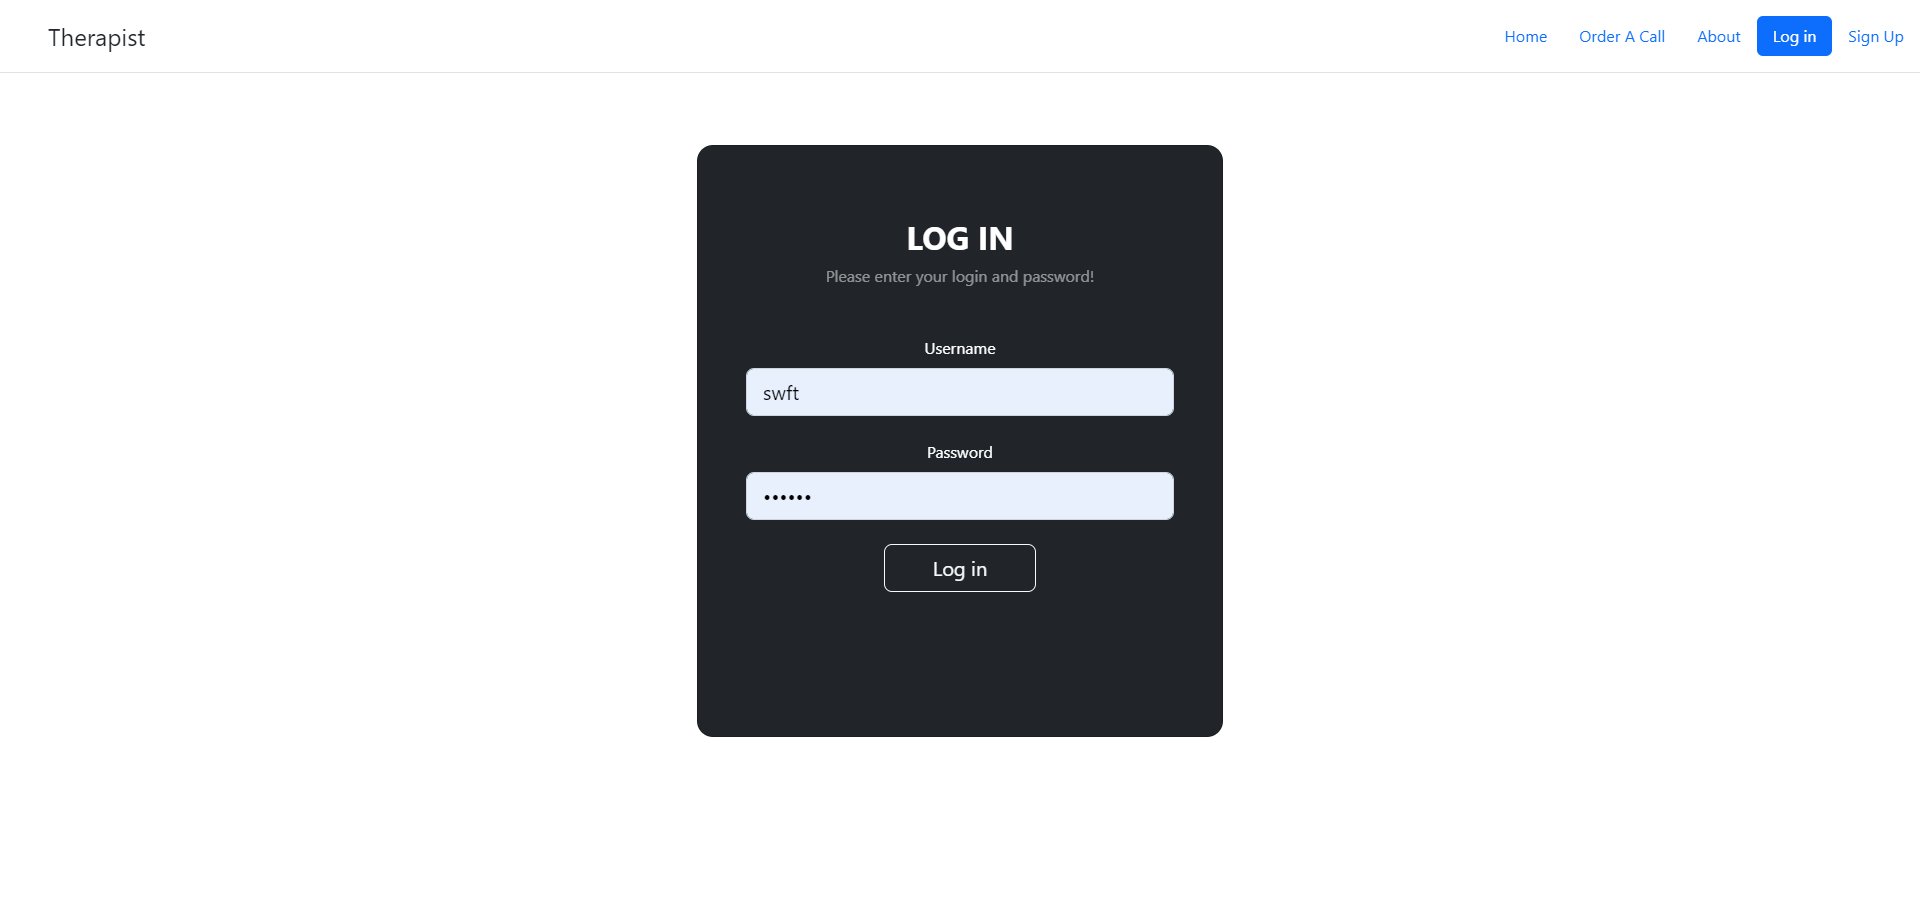 Therapist
Home Order A Call About Log in Sign Up
LOG IN
Please enter your login and password!
Username
swft
Password
••••••
Log in